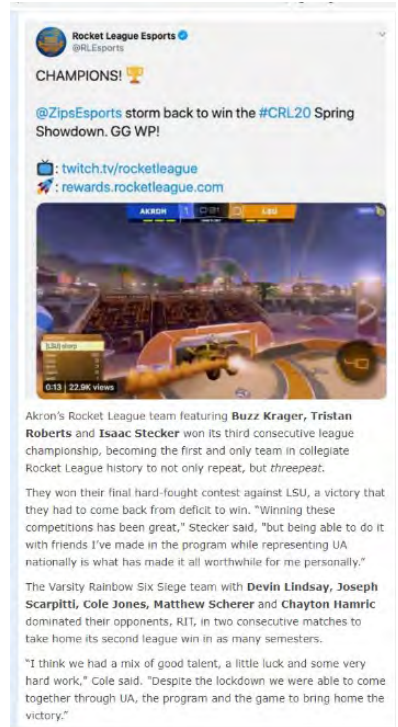 Rocket League Esports
@RLEsports
CHAMPIONS! 🏆
@ZipsEsports storm back to win the #CRL20 Spring
Showdown. GG WP!
📺: twitch.tv/rocketleague
🚀: rewards.rocketleague.com
AKRON 1 0 LSU
0:13 22.9K views
Akron's Rocket League team featuring Buzz Krager, Tristan
Roberts and Isaac Stecker won its third consecutive league
championship, becoming the first and only team in collegiate
Rocket League history to not only repeat, but threepeat.
They won their final hard-fought contest against LSU, a victory that
they had to come back from deficit to win. "Winning these
competitions has been great," Stecker said, "but being able to do it
with friends I've made in the program while representing UA
nationally is what has made it all worthwhile for me personally."
The Varsity Rainbow Six Siege team with Devin Lindsay, Joseph
Scarpitti, Cole Jones, Matthew Scherer and Chayton Hamric
dominated their opponents, RIT, in two consecutive matches to
take home its second league win in as many semesters.
"I think we had a mix of good talent, a little luck and some very
hard work," Cole said. "Despite the lockdown we were able to come
together through UA, the program and the game to bring home the
victory."